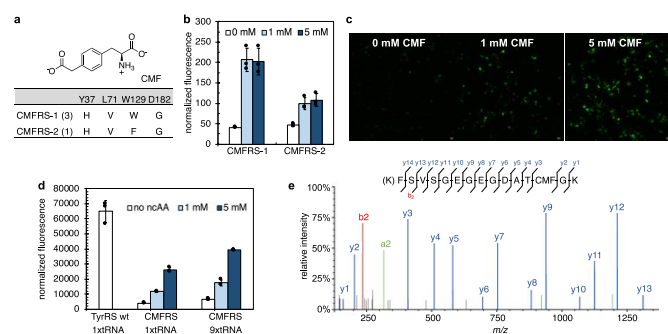 a
O
O⁻
⁻O
O
NH₃
+
CMF
Y37 L71 W129 D182
CMFRS-1 (3) H V W G
CMFRS-2 (1) H V F G
b
normalized fluorescence
300
250
200
150
100
50
0
0 mM 1 mM 5 mM
CMFRS-1 CMFRS-2
c
0 mM CMF 1 mM CMF 5 mM CMF
d
normalized fluorescence
80000
70000
60000
50000
40000
30000
20000
10000
0
no ncAA 1 mM 5 mM
TyrRS wt CMFRS CMFRS
1xtRNA 1xtRNA 9xtRNA
e
y14 y13 y12 y11 y10 y9 y8 y7 y6 y5 y4 y3 y2 y1
(K) F S V S G E G E G D A T CMF G K
b₂
relative intensity
100%
75%
50%
25%
0%
y1 y2 b2 a2 y3 y4 y5 y6 y7 y8 y9 y10 y11 y12 y13
250 500 750 1000 1250
m/z